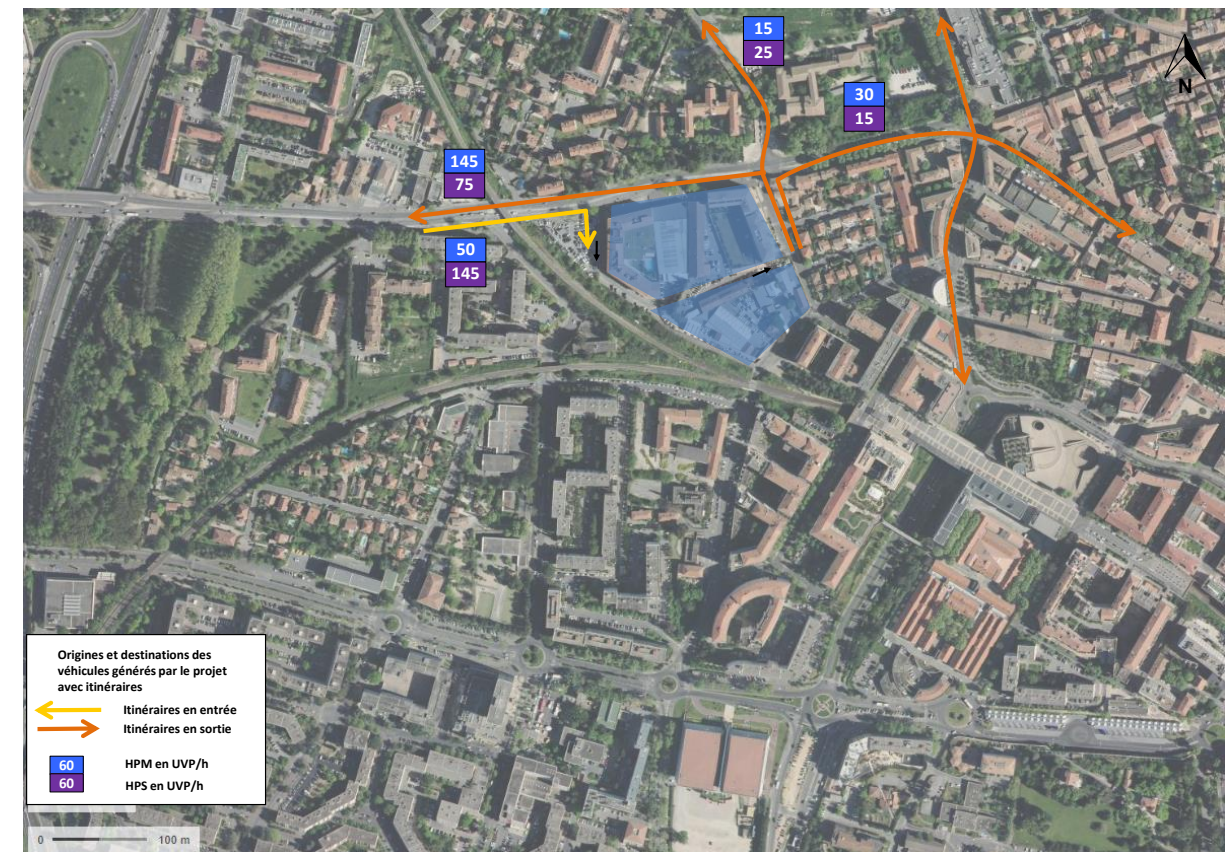 15
25
N
30
15
145
75
50
145
Origines et destinations des
véhicules générés par le projet
avec itinéraires
Itinéraires en entrée
Itinéraires en sortie
60 HPM en UVP/h
60 HPS en UVP/h
0 100 m